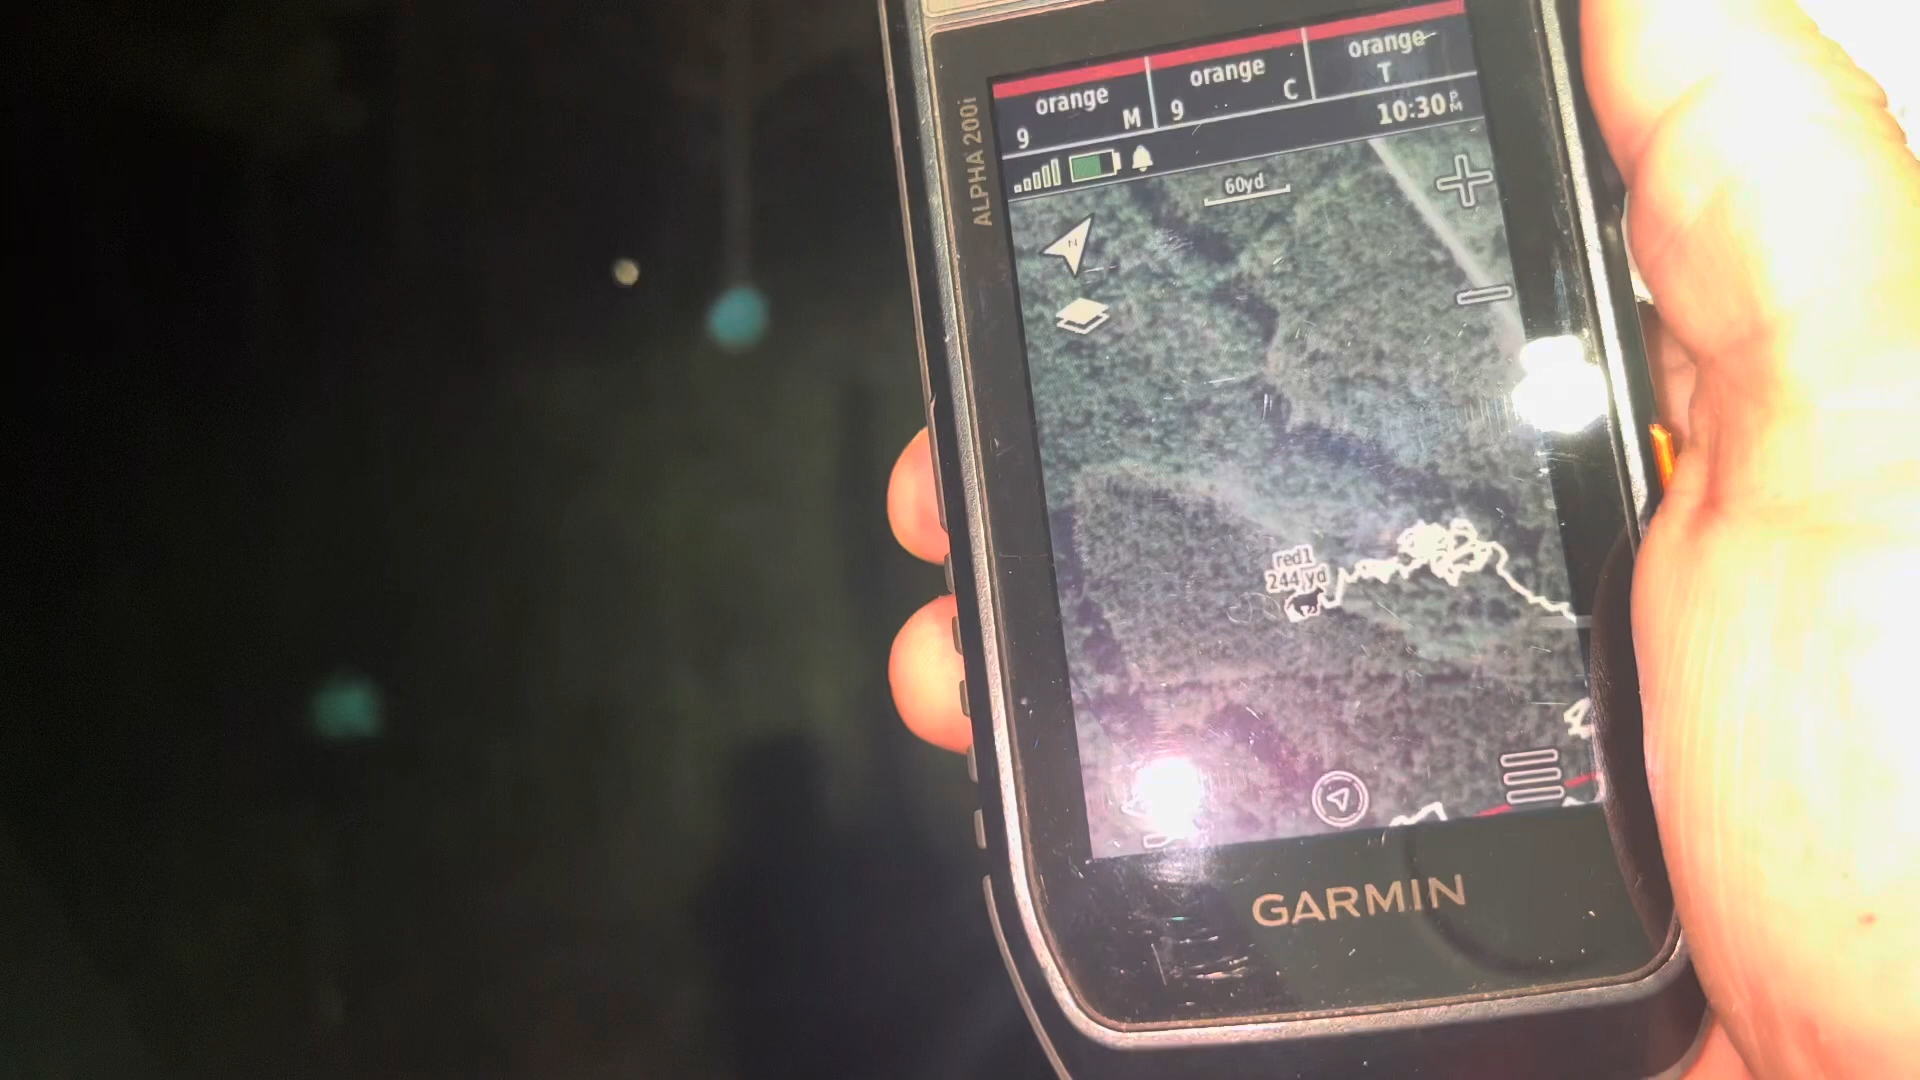 ALPHA 200i
orange
9 M
orange
9 C
orange
T
10:30 PM
60yd
N
red1
244 yd
GARMIN